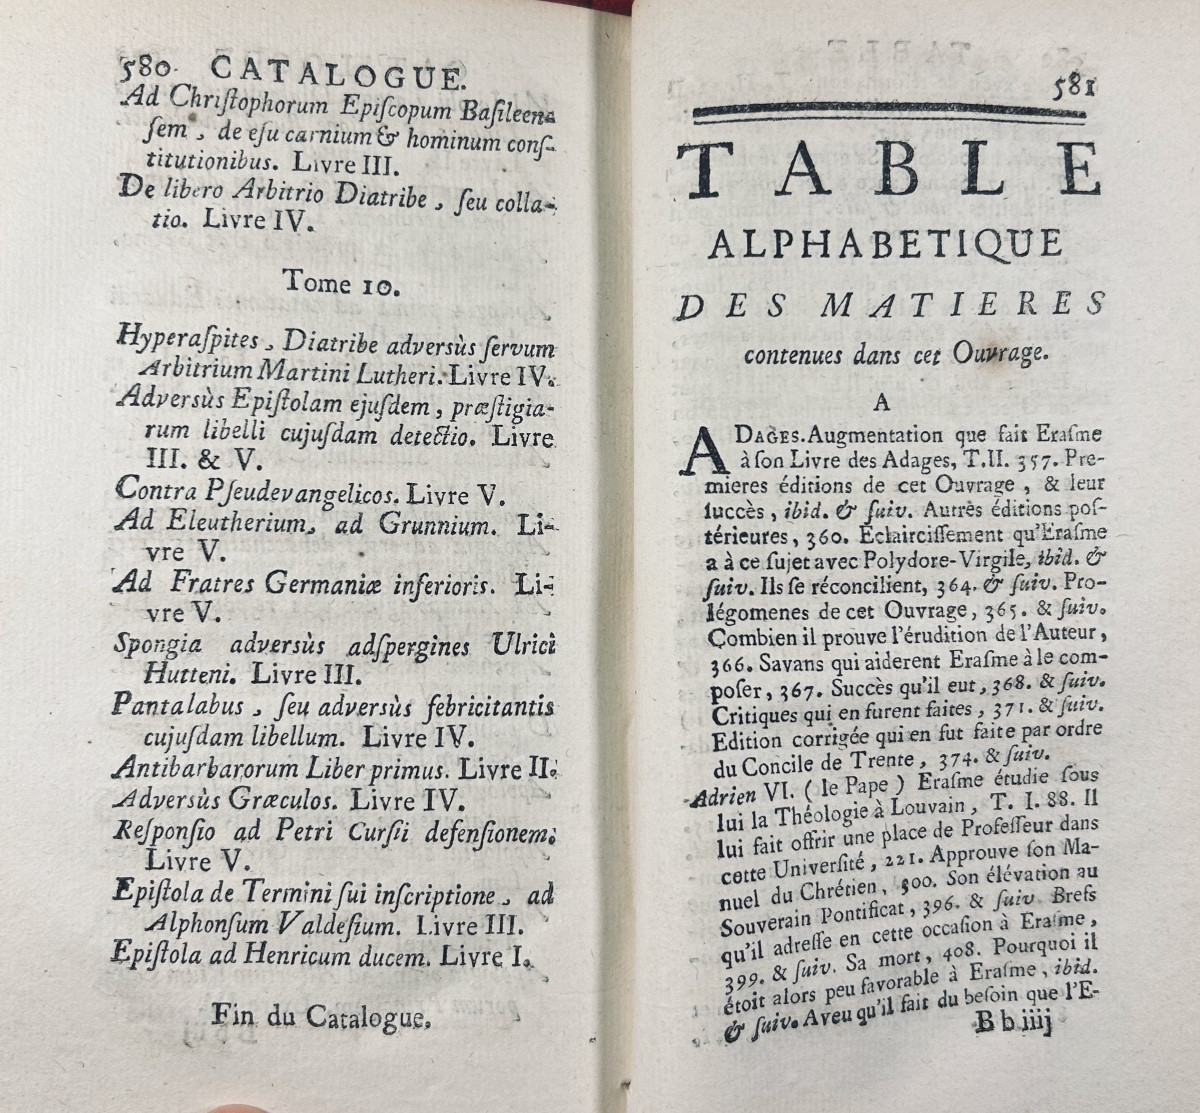 580 CATALOGUE.
Ad Chriſtophorum Epiſcopum Baſileen-
ſem, de eſu carnium & hominum conſ-
titutionibus. Livre III.
De libero Arbitrio Diatribe, ſeu colla-
tio. Livre IV.
Tome 10.
Hyperaſpites, Diatribe adversùs ſervum
Arbitrium Martini Lutheri. Livre IV.
Adversùs Epiſtolam ejuſdem, præſtigia-
rum libelli cujuſdam detectio. Livre
III. & V.
Contra Pſeudevangelicos. Livre V.
Ad Eleutherium, ad Grunnium. Li-
vre V.
Ad Fratres Germaniæ inferioris. Li-
vre V.
Spongia adversùs adſpergines Ulrici
Hutteni. Livre III.
Pantalabus, ſeu adversùs febricitantis
cujuſdam libellum. Livre IV.
Antibarbarorum Liber primus. Livre II.
Adversùs Græculos. Livre IV.
Reſponſio ad Petri Curſii defenſionem.
Livre V.
Epiſtola de Termini ſui inſcriptione, ad
Alphonſum Valdeſium. Livre III.
Epiſtola ad Henricum ducem. Livre I.
Fin du Catalogue.
581
TABLE
ALPHABETIQUE
DES MATIERES
contenues dans cet Ouvrage.
A
ADAGES. Augmentation que fait Eraſme
à ſon Livre des Adages, T. II. 357. Pre-
mieres éditions de cet Ouvrage, & leur
ſuccès, ibid. & ſuiv. Autres éditions poſ-
térieures, 360. Eclairciſſement qu'Eraſme
a à ce ſujet avec Polydore-Virgile, ibid. &
ſuiv. Ils ſe réconcilient, 364. & ſuiv. Pro-
légomenes de cet Ouvrage, 365. & ſuiv.
Combien il prouve l'érudition de l'Auteur,
366. Savans qui aiderent Eraſme à le com-
poſer, 367. Succès qu'il eut, 368. & ſuiv.
Critiques qui en furent faites, 371. & ſuiv.
Edition corrigée qui en fut faite par ordre
du Concile de Trente, 374. & ſuiv.
Adrien VI. (le Pape) Eraſme étudie ſous
lui la Théologie à Louvain, T. I. 88. Il
lui fait offrir une place de Profeſſeur dans
cette Univerſité, 221. Approuve ſon Ma-
nuel du Chrétien, 300. Son élévation au
Souverain Pontificat, 396. & ſuiv. Brefs
qu'il adreſſe en cette occaſion à Eraſme,
399. & ſuiv. Sa mort, 408. Pourquoi il
étoit alors peu favorable à Eraſme, ibid.
& ſuiv. Aveu qu'il fait du beſoin que l'E-
Bb iiij